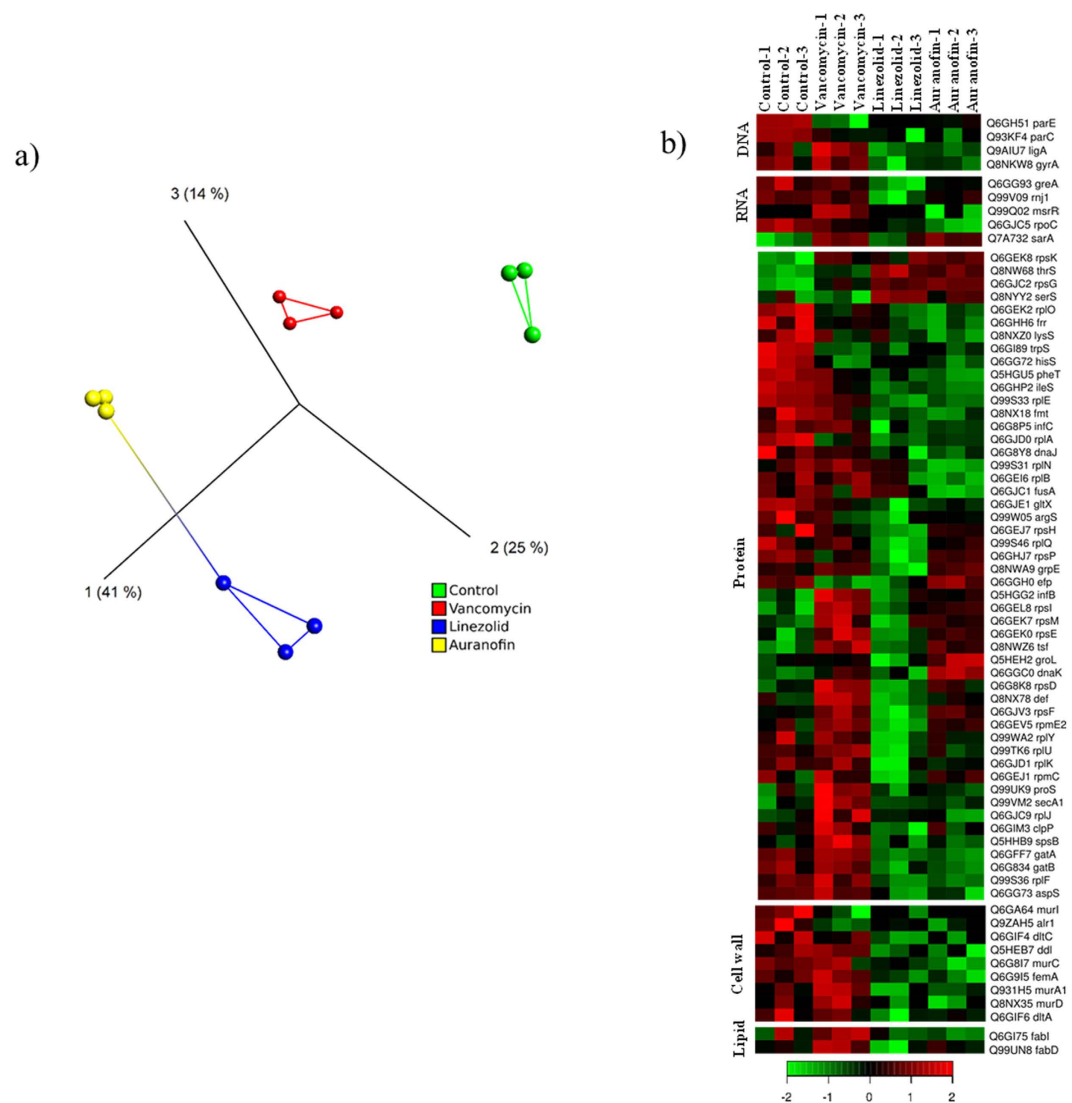 a)
3 (14 %)
2 (25 %)
1 (41 %)
Control
Vancomycin
Linezolid
Auranofin
b)
Control-1
Control-2
Control-3
Vancomycin-1
Vancomycin-2
Vancomycin-3
Linezolid-1
Linezolid-2
Linezolid-3
Auranofin-1
Auranofin-2
Auranofin-3
DNA
Q6GH51 parE
Q93KF4 parC
Q9AIU7 ligA
Q8NKW8 gyrA
RNA
Q6GG93 greA
Q99V09 rnj1
Q99Q02 msrR
Q6GJC5 rpoC
Q7A732 sarA
Protein
Q6GEK8 rpsK
Q8NW68 thrS
Q6GJC2 rpsG
Q8NYY2 serS
Q6GEK2 rplO
Q6GHH6 frr
Q8NXZ0 lysS
Q6GI89 trpS
Q6GG72 hisS
Q5HGU5 pheT
Q6GHP2 ileS
Q99S33 rplE
Q8NX18 fmt
Q6G8P5 infC
Q6GJD0 rplA
Q6G8Y8 dnaJ
Q99S31 rplN
Q6GEI6 rplB
Q6GJC1 fusA
Q6GJE1 gltX
Q99W05 argS
Q6GEJ7 rpsH
Q99S46 rplQ
Q6GHJ7 rpsP
Q8NWA9 grpE
Q6GGH0 efp
Q5HGG2 infB
Q6GEL8 rpsI
Q6GEK7 rpsM
Q6GEK0 rpsE
Q8NWZ6 tsf
Q5HEH2 groL
Q6GGC0 dnaK
Q6G8K8 rpsD
Q8NX78 def
Q6GJV3 rpsF
Q6GEV5 rpmE2
Q99WA2 rplY
Q99TK6 rplU
Q6GJD1 rplK
Q6GEJ1 rpmC
Q99UK9 proS
Q99VM2 secA1
Q6GJC9 rplJ
Q6GIM3 clpP
Q5HHB9 spsB
Q6GFF7 gatA
Q6G834 gatB
Q99S36 rplF
Q6GG73 aspS
Cell wall
Q6GA64 murI
Q9ZAH5 alr1
Q6GIF4 dltC
Q5HEB7 ddl
Q6G8I7 murC
Q6G9I5 femA
Q931H5 murA1
Q8NX35 murD
Q6GIF6 dltA
Lipid
Q6GI75 fabI
Q99UN8 fabD
-2 -1 0 1 2